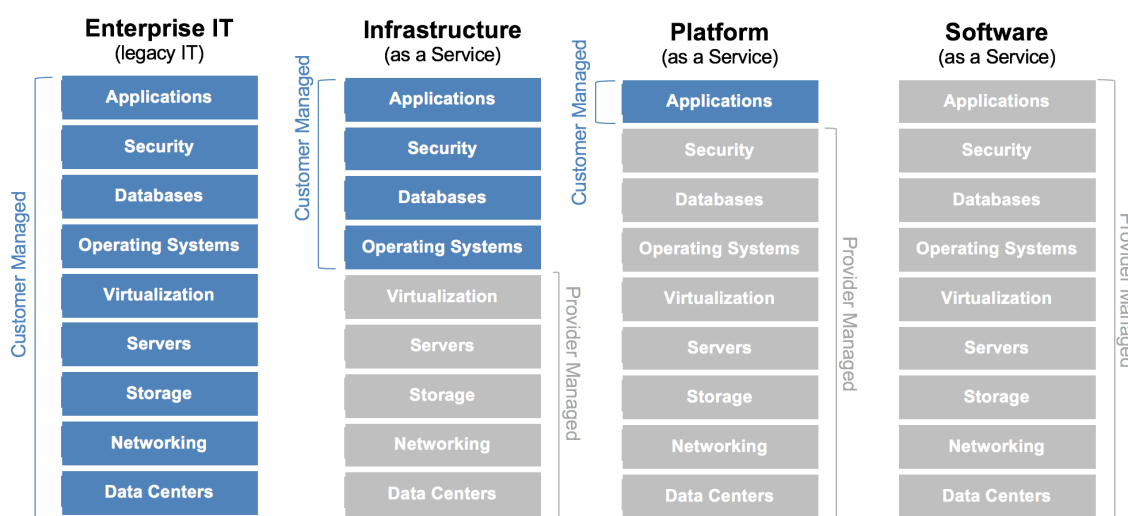 Enterprise IT
(legacy IT)
Customer Managed
Applications
Security
Databases
Operating Systems
Virtualization
Servers
Storage
Networking
Data Centers
Infrastructure
(as a Service)
Customer Managed
Applications
Security
Databases
Operating Systems
Virtualization
Servers
Storage
Networking
Data Centers
Provider Managed
Platform
(as a Service)
Customer Managed
Applications
Security
Databases
Operating Systems
Virtualization
Servers
Storage
Networking
Data Centers
Provider Managed
Software
(as a Service)
Applications
Security
Databases
Operating Systems
Virtualization
Servers
Storage
Networking
Data Centers
Provider Managed